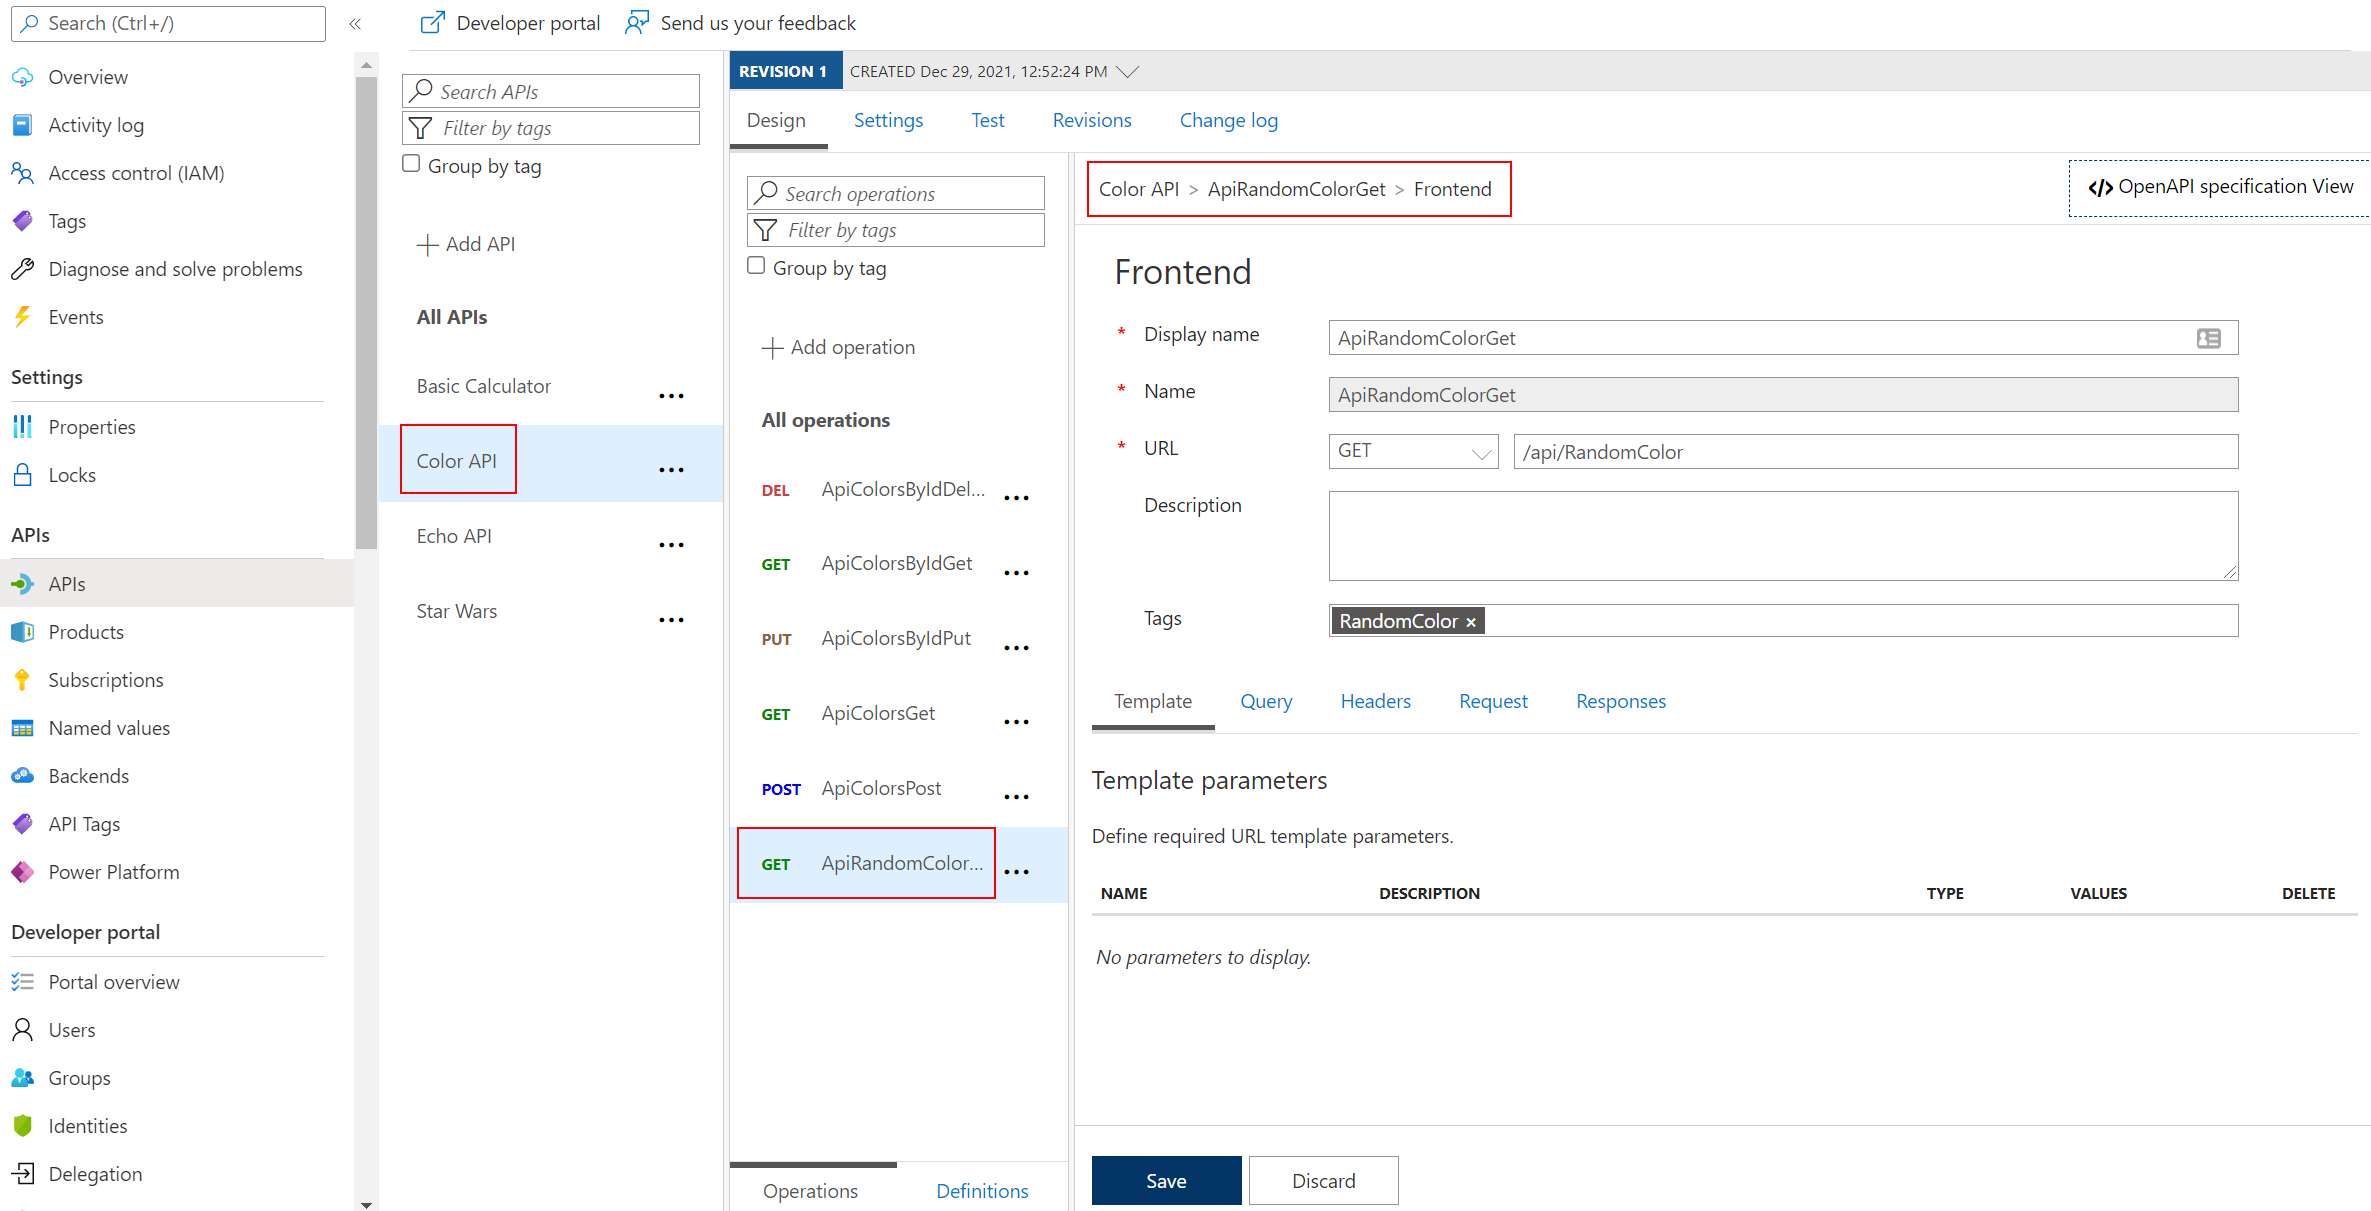 Search (Ctrl+/)
«
Overview
Activity log
Access control (IAM)
Tags
Diagnose and solve problems
Events
Settings
Properties
Locks
APIs
APIs
Products
Subscriptions
Named values
Backends
API Tags
Power Platform
Developer portal
Portal overview
Users
Groups
Identities
Delegation
Developer portal
Send us your feedback
Search APIs
Filter by tags
Group by tag
Add API
All APIs
Basic Calculator ...
Color API ...
Echo API ...
Star Wars ...
REVISION 1 CREATED Dec 29, 2021, 12:52:24 PM
Design Settings Test Revisions Change log
Search operations
Filter by tags
Group by tag
Add operation
All operations
DEL ApiColorsByIdDel... ...
GET ApiColorsByIdGet ...
PUT ApiColorsByIdPut ...
GET ApiColorsGet ...
POST ApiColorsPost ...
GET ApiRandomColor... ...
Operations Definitions
Color API > ApiRandomColorGet > Frontend
</> OpenAPI specification View
Frontend
* Display name ApiRandomColorGet
* Name ApiRandomColorGet
* URL GET /api/RandomColor
Description
Tags RandomColor ×
Template Query Headers Request Responses
Template parameters
Define required URL template parameters.
NAME DESCRIPTION TYPE VALUES DELETE
No parameters to display.
Save Discard